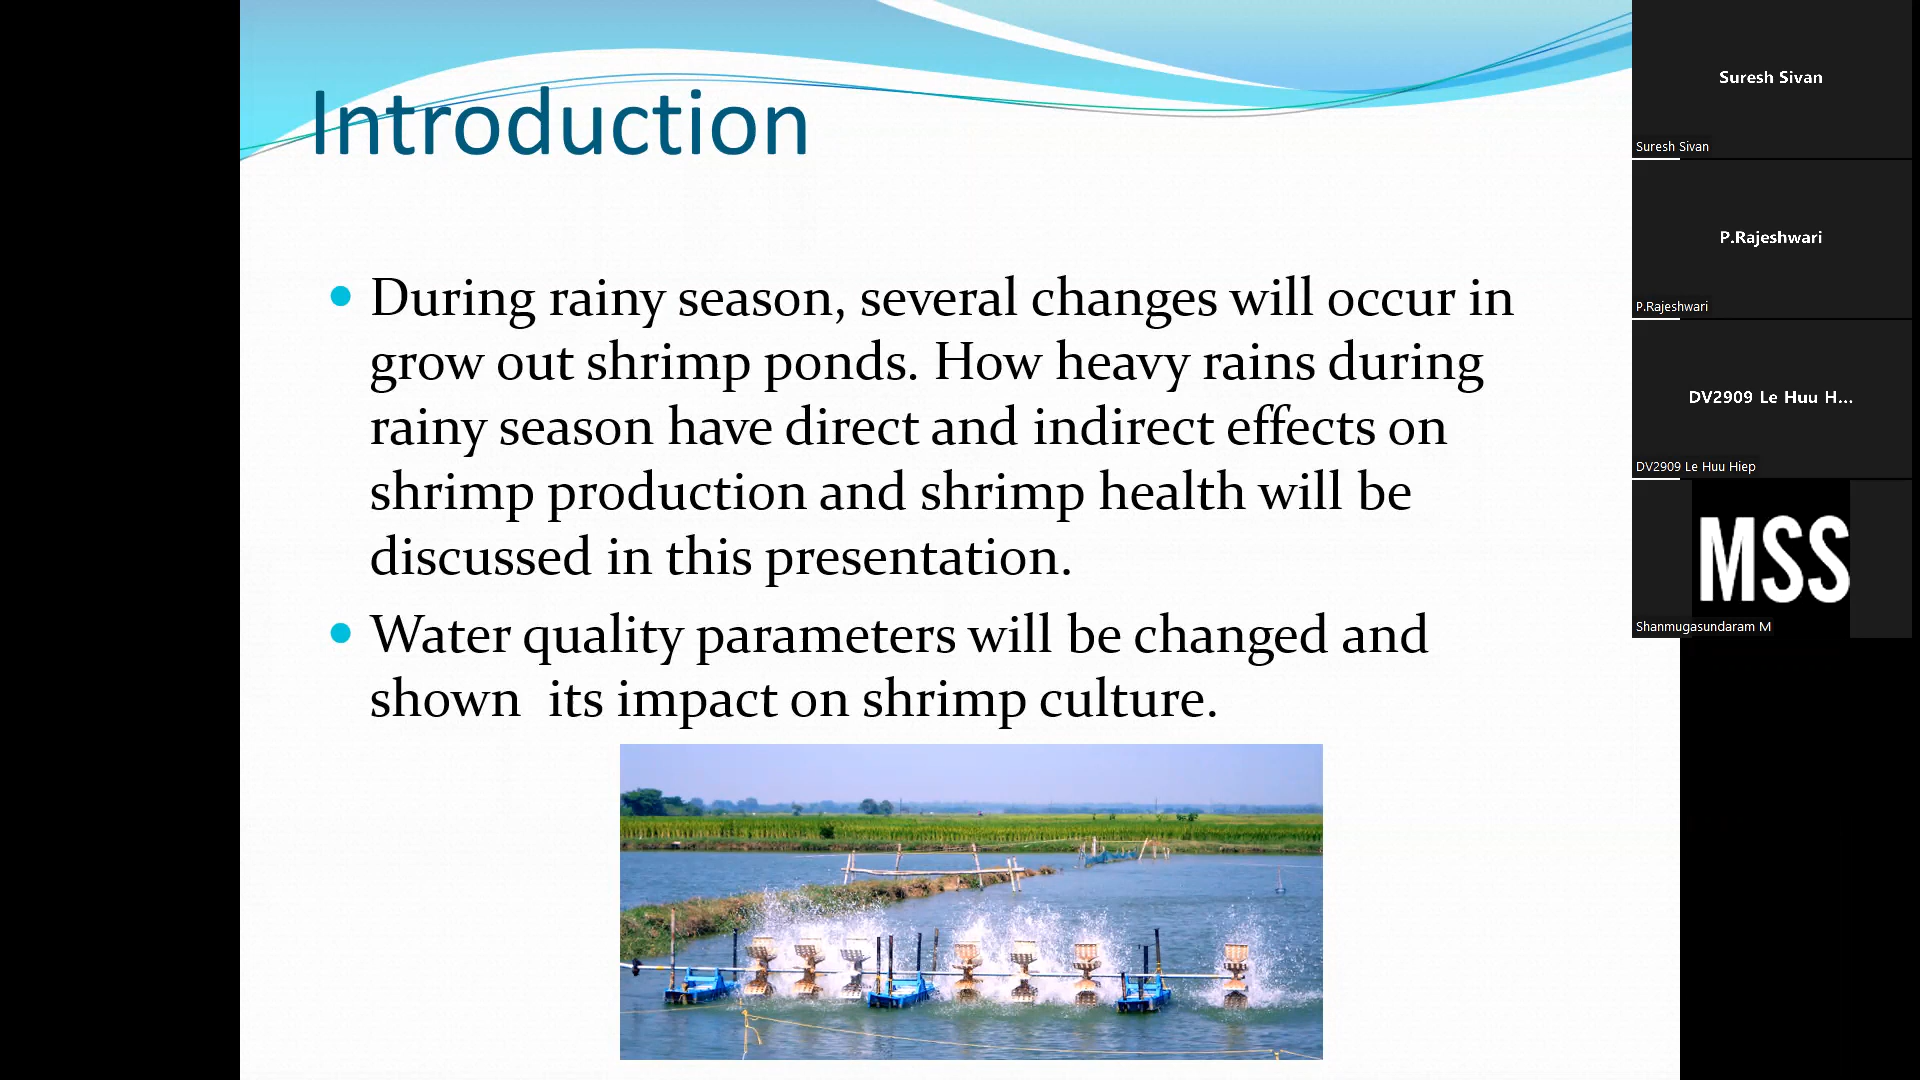 Introduction
During rainy season, several changes will occur in
grow out shrimp ponds. How heavy rains during
rainy season have direct and indirect effects on
shrimp production and shrimp health will be
discussed in this presentation.
Water quality parameters will be changed and
shown  its impact on shrimp culture.
Suresh Sivan
Suresh Sivan
P.Rajeshwari
P.Rajeshwari
DV2909 Le Huu H...
DV2909 Le Huu Hiep
MSS
Shanmugasundaram M